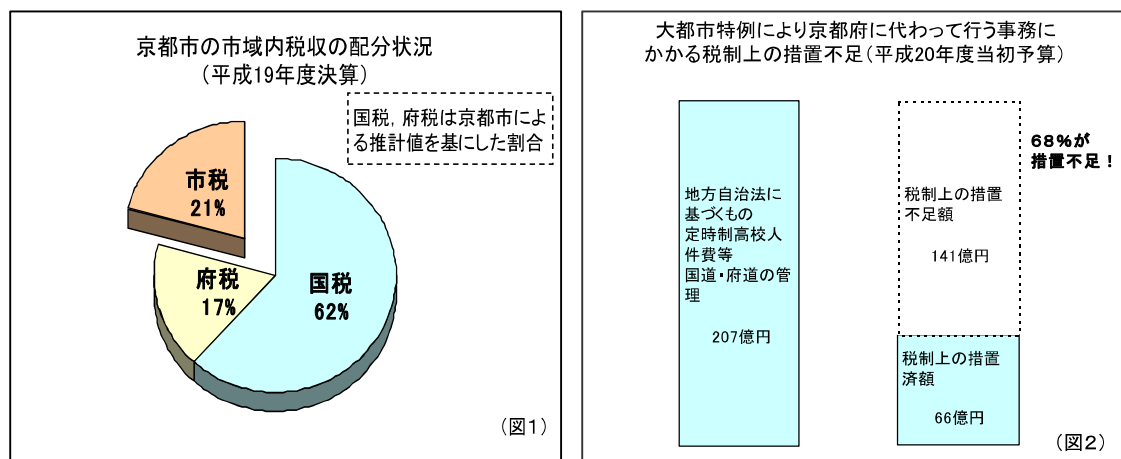 京都市の市域内税収の配分状況
(平成19年度決算)
国税，府税は京都市によ
る推計値を基にした割合
市税
21%
府税
17%
国税
62%
(図1)
大都市特例により京都府に代わって行う事務に
かかる税制上の措置不足(平成20年度当初予算)
地方自治法に
基づくもの
定時制高校人
件費等
国道・府道の管
理
207億円
68%が
措置不足！
税制上の措置
不足額
141億円
税制上の措置
済額
66億円
(図2)